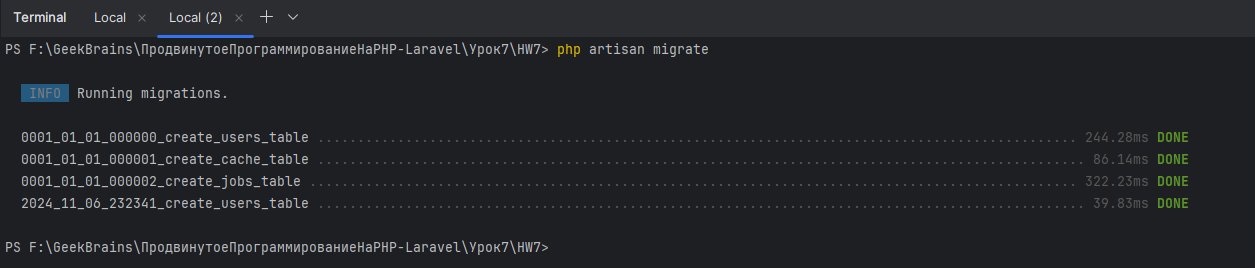 Terminal Local × Local (2) ×
PS F:\GeekBrains\ПродвинутоеПрограммированиеНаPHP-Laravel\Урок7\HW7> php artisan migrate
INFO Running migrations.
0001_01_01_000000_create_users_table ............................................................................................... 244.28ms DONE
0001_01_01_000001_create_cache_table ................................................................................................ 86.14ms DONE
0001_01_01_000002_create_jobs_table ................................................................................................ 322.23ms DONE
2024_11_06_232341_create_users_table ................................................................................................ 39.83ms DONE
PS F:\GeekBrains\ПродвинутоеПрограммированиеНаPHP-Laravel\Урок7\HW7>